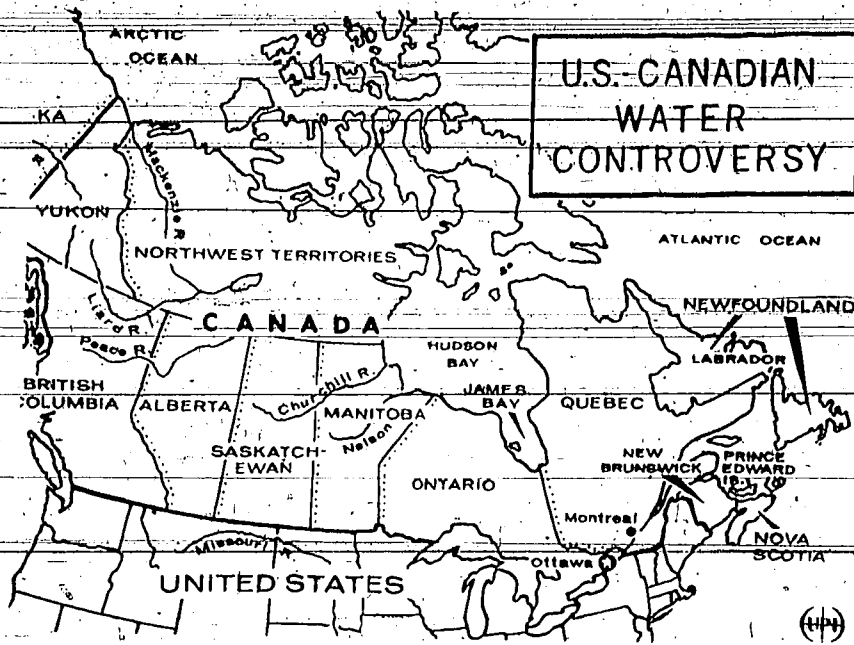 ARCTIC
OCEAN
U.S.-CANADIAN
WATER
CONTROVERSY
KA
R.
Mackenzie R.
YUKON
NORTHWEST TERRITORIES
ATLANTIC OCEAN
Liard R.
Peace R.
CANADA
NEWFOUNDLAND
LABRADOR
HUDSON
BAY
JAMES
BAY
BRITISH
COLUMBIA
ALBERTA
Churchill R.
MANITOBA
Nelson
QUEBEC
SASKATCH-
EWAN
ONTARIO
NEW
BRUNSWICK
PRINCE
EDWARD
IS.
Montreal
NOVA
SCOTIA
Ottawa
Missouri R.
UNITED STATES
UPI